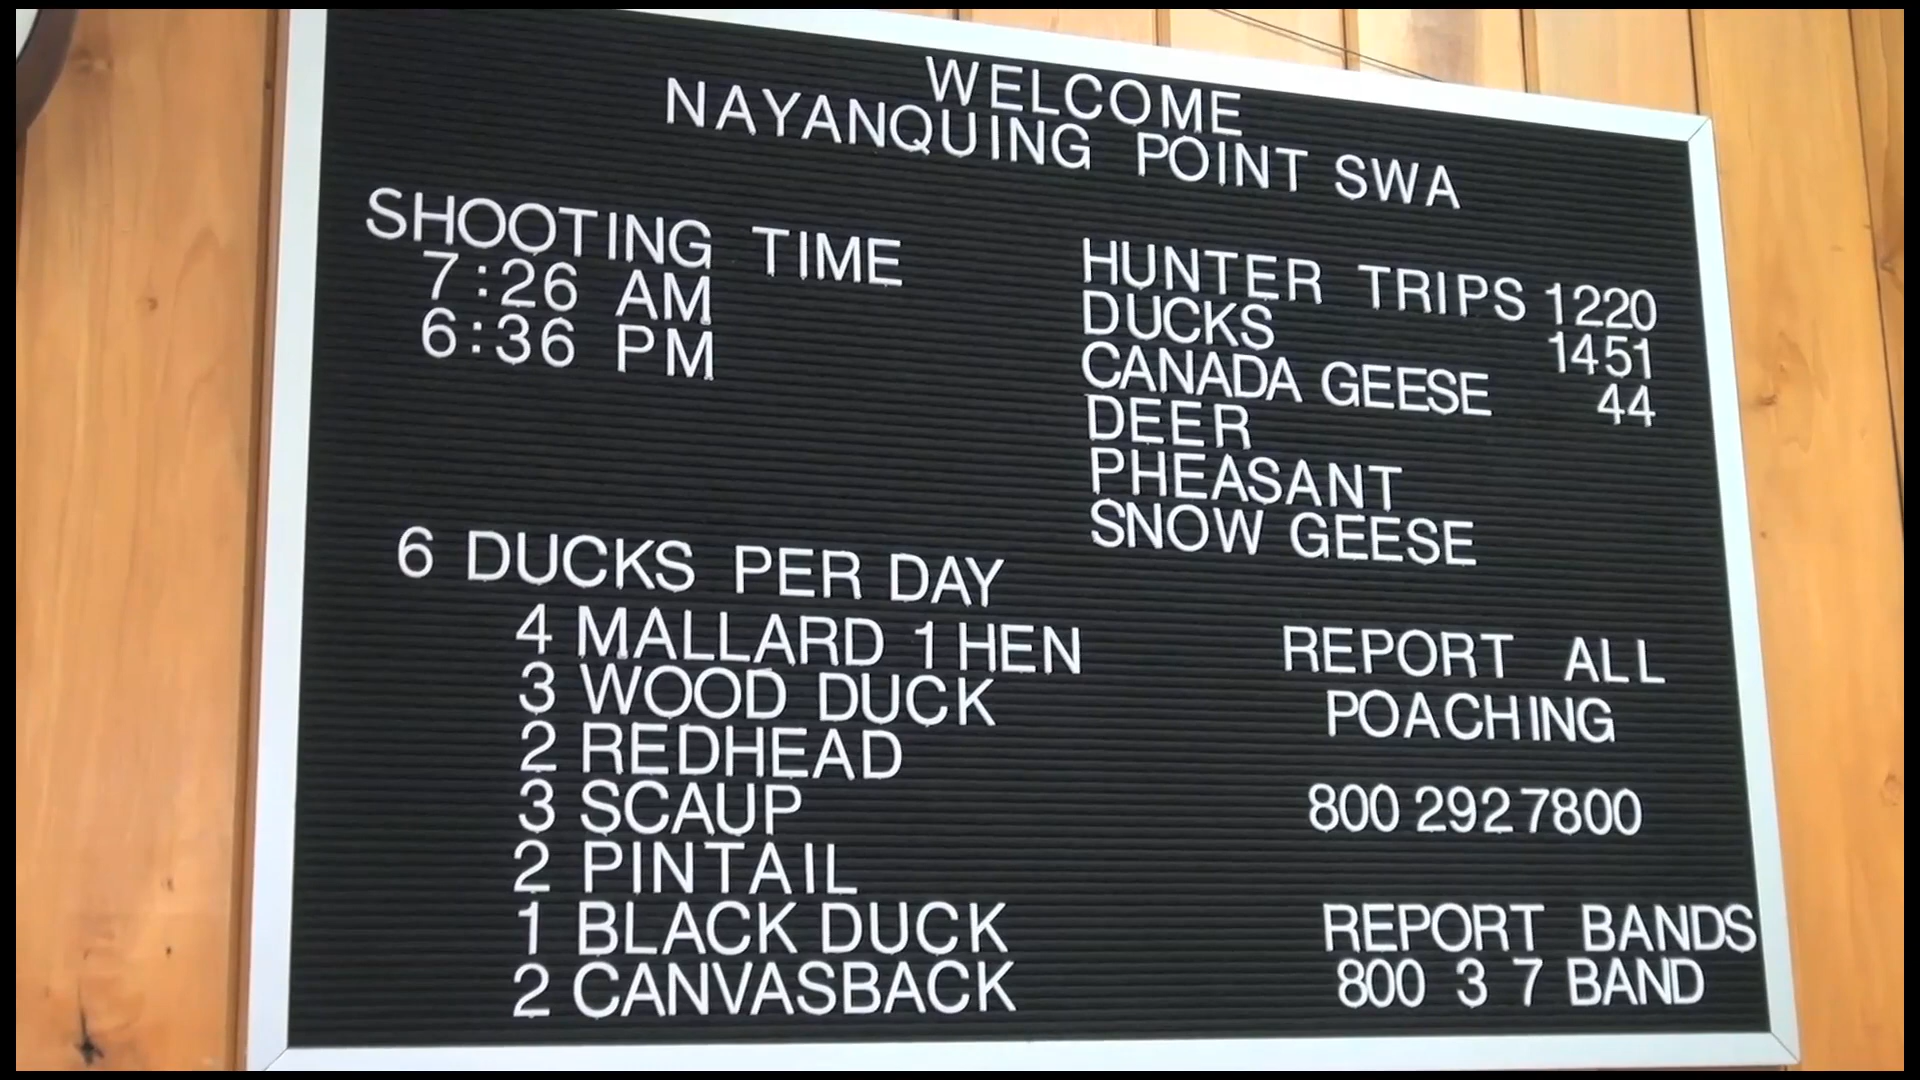 WELCOME
NAYANQUING POINT SWA
SHOOTING TIME
7:26 AM
6:36 PM
HUNTER TRIPS 1220
DUCKS 1451
CANADA GEESE 44
DEER
PHEASANT
SNOW GEESE
6 DUCKS PER DAY
4 MALLARD 1 HEN
3 WOOD DUCK
2 REDHEAD
3 SCAUP
2 PINTAIL
1 BLACK DUCK
2 CANVASBACK
REPORT ALL
POACHING
800 292 7800
REPORT BANDS
800 3 7 BAND